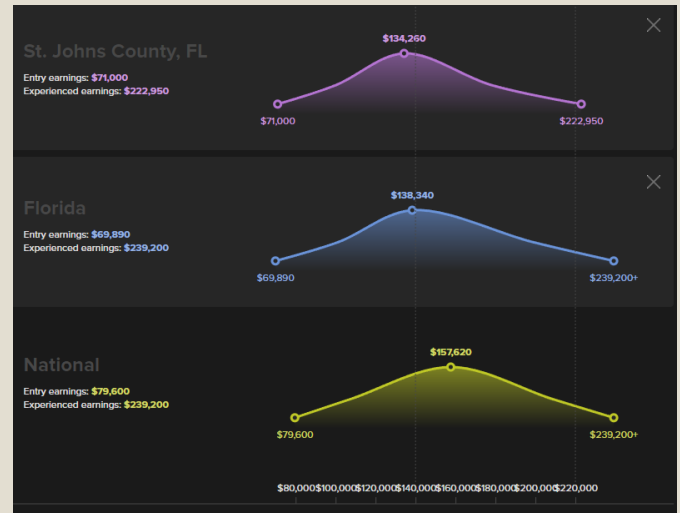 St. Johns County, FL
Entry earnings: $71,000
Experienced earnings: $222,950
$134,260
$71,000
$222,950
Florida
Entry earnings: $69,890
Experienced earnings: $239,200
$138,340
$69,890
$239,200+
National
Entry earnings: $79,600
Experienced earnings: $239,200
$157,620
$79,600
$239,200+
$80,000 $100,000 $120,000 $140,000 $160,000 $180,000 $200,000 $220,000